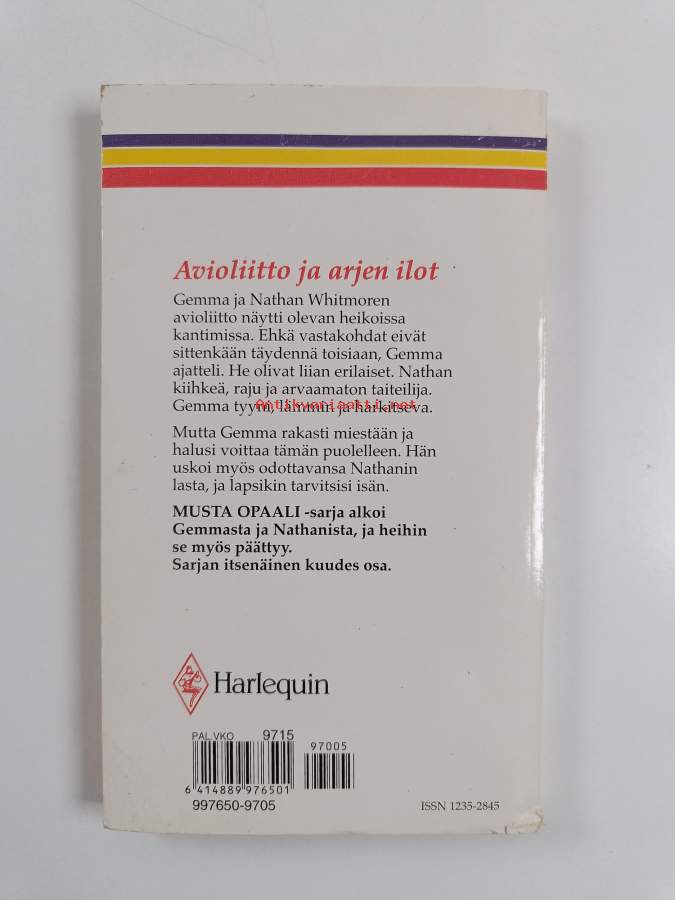 Avioliitto ja arjen ilot
Gemma ja Nathan Whitmoren
avioliitto näytti olevan heikoissa
kantimissa. Ehkä vastakohdat eivät
sittenkään täydennä toisiaan, Gemma
ajatteli. He olivat liian erilaiset. Nathan
kiihkeä, raju ja arvaamaton taiteilija.
Antikvariaatti.net
Gemma tyyni, lämmin ja harkitseva.
Mutta Gemma rakasti miestään ja
halusi voittaa tämän puolelleen. Hän
uskoi myös odottavansa Nathanin
lasta, ja lapsikin tarvitsisi isän.
MUSTA OPAALI -sarja alkoi
Gemmasta ja Nathanista, ja heihin
se myös päättyy.
Sarjan itsenäinen kuudes osa.
Harlequin
PAL.VKO 9715
97005
6 414889 976501
997650-9705
ISSN 1235-2845